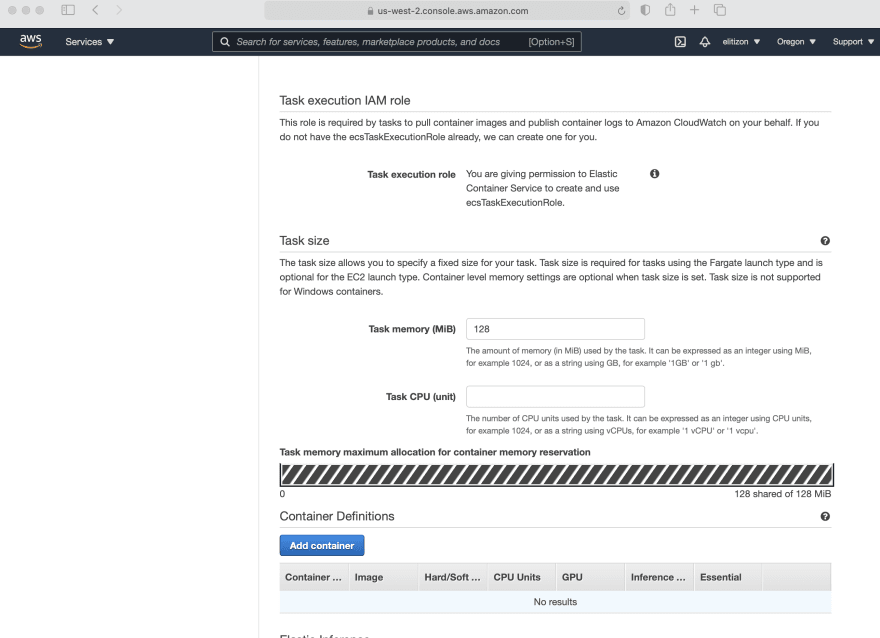 us-west-2.console.aws.amazon.com
aws Services ▼ Search for services, features, marketplace products, and docs [Option+S] elitizon ▼ Oregon ▼ Support ▼
Task execution IAM role
This role is required by tasks to pull container images and publish container logs to Amazon CloudWatch on your behalf. If you
do not have the ecsTaskExecutionRole already, we can create one for you.
Task execution role You are giving permission to Elastic
Container Service to create and use
ecsTaskExecutionRole.
Task size
The task size allows you to specify a fixed size for your task. Task size is required for tasks using the Fargate launch type and is
optional for the EC2 launch type. Container level memory settings are optional when task size is set. Task size is not supported
for Windows containers.
Task memory (MiB) 128
The amount of memory (in MiB) used by the task. It can be expressed as an integer using MiB,
for example 1024, or as a string using GB, for example '1GB' or '1 gb'.
Task CPU (unit)
The number of CPU units used by the task. It can be expressed as an integer using CPU units,
for example 1024, or as a string using vCPUs, for example '1 vCPU' or '1 vcpu'.
Task memory maximum allocation for container memory reservation
0 128 shared of 128 MiB
Container Definitions
Add container
Container ... Image Hard/Soft ... CPU Units GPU Inference ... Essential
No results
Elastic Inference